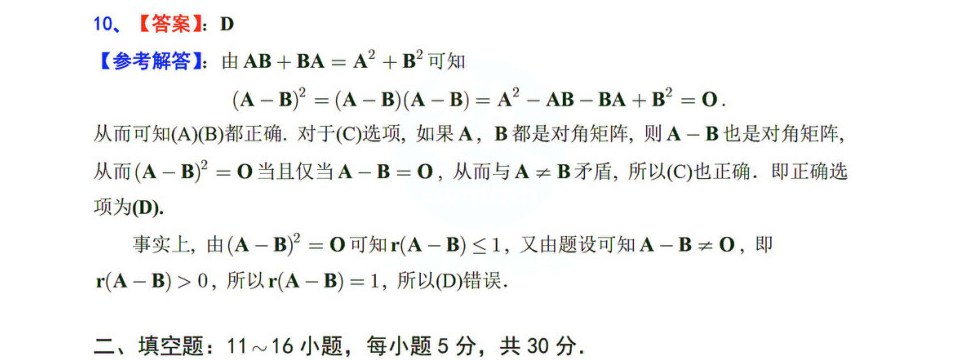 10、【答案】：D
【参考解答】：由 AB + BA = A² + B² 可知
(A − B)² = (A − B)(A − B) = A² − AB − BA + B² = O .
从而可知(A)(B)都正确. 对于(C)选项, 如果 A， B 都是对角矩阵, 则 A − B 也是对角矩阵,
从而 (A − B)² = O 当且仅当 A − B = O ，从而与 A ≠ B 矛盾, 所以(C)也正确．即正确选
项为(D).
事实上, 由 (A − B)² = O 可知 r(A − B) ≤ 1，又由题设可知 A − B ≠ O ，即
r(A − B) > 0，所以 r(A − B) = 1，所以(D)错误．
二、填空题：11～16 小题，每小题 5 分，共 30 分．